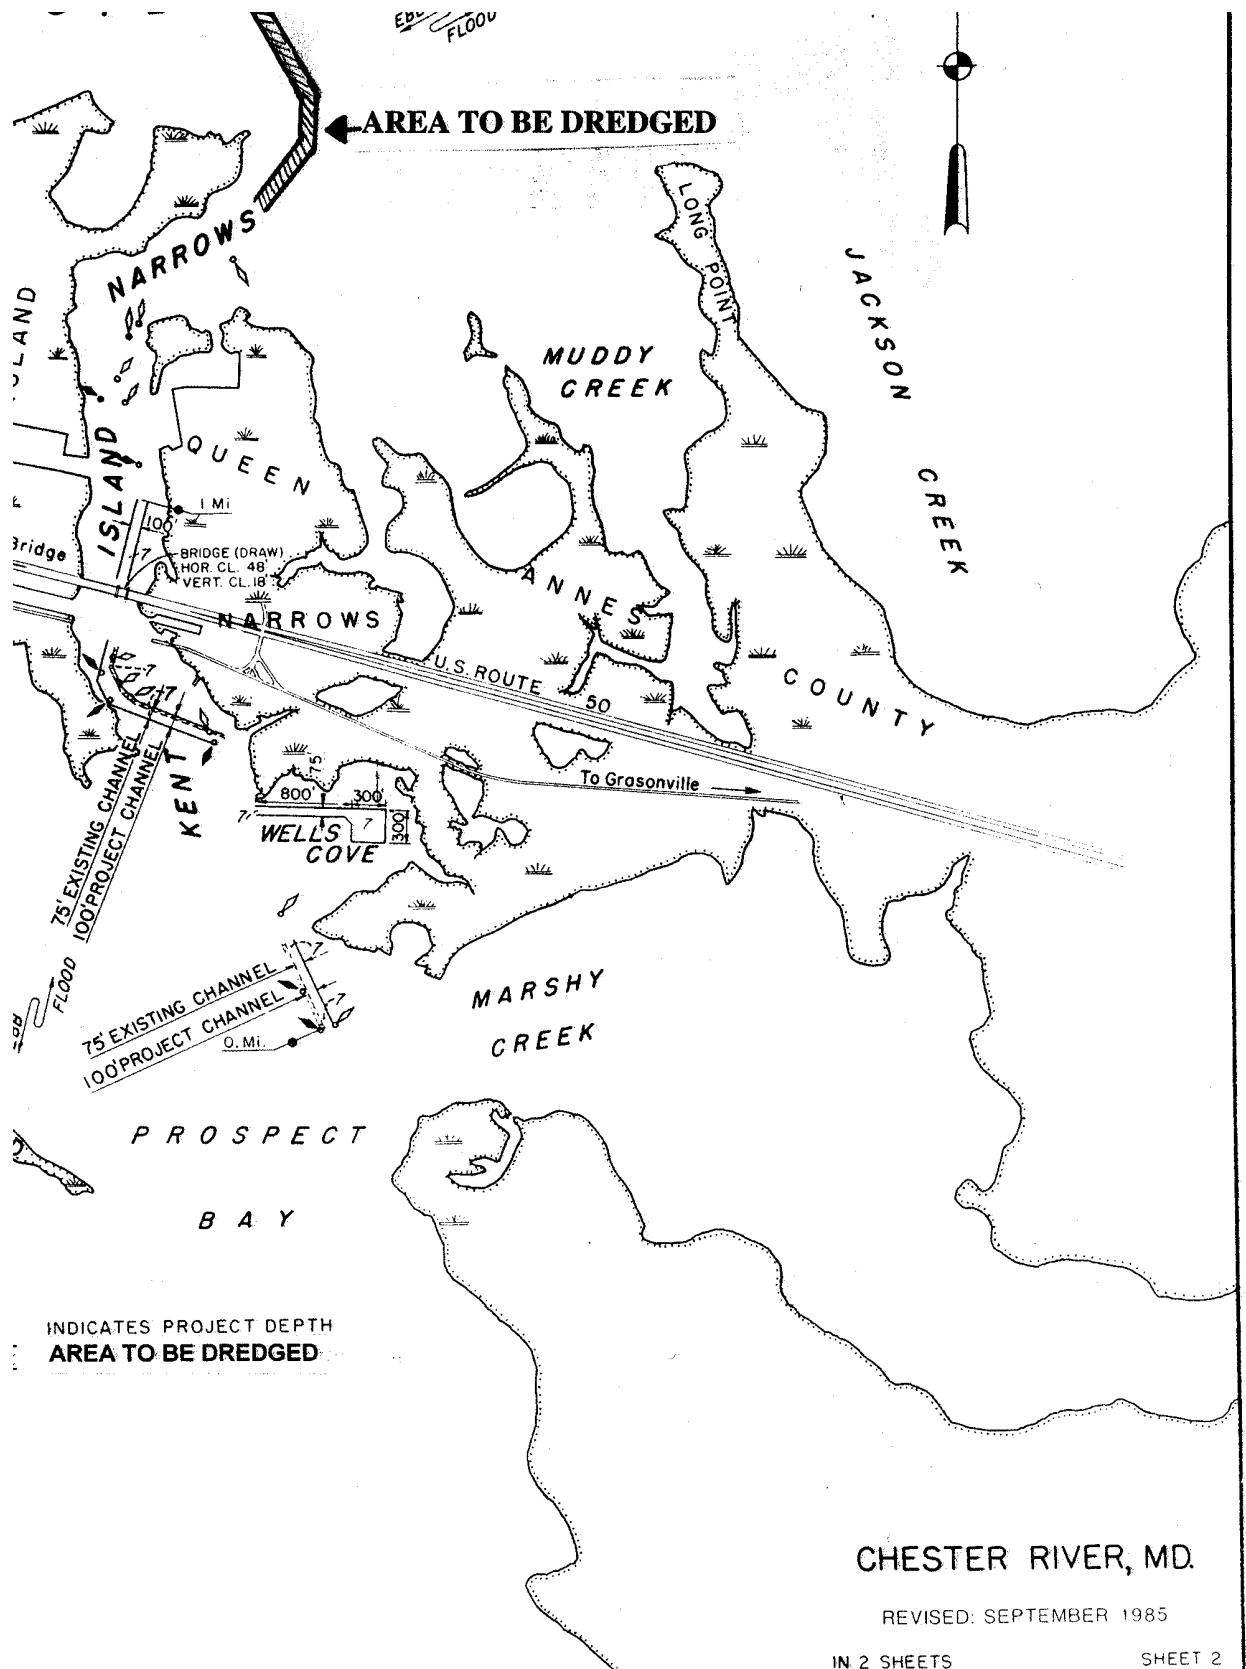 EBB
FLOOD
AREA TO BE DREDGED
LONG POINT
NARROWS
JACKSON CREEK
MUDDY
CREEK
ISLAND
QUEEN
1 Mi
100'
7
Bridge
BRIDGE (DRAW)
HOR. CL. 48'
VERT. CL. 18'
ANNES
NARROWS
U.S. ROUTE 50
COUNTY
7
7
75'
To Grasonville
800'
300'
7
7
300'
WELLS
COVE
KENT
ISLAND
75' EXISTING CHANNEL
100' PROJECT CHANNEL
FLOOD
EBB
7
7
75' EXISTING CHANNEL
100' PROJECT CHANNEL
0. Mi.
MARSHY
CREEK
PROSPECT
BAY
INDICATES PROJECT DEPTH
AREA TO BE DREDGED
CHESTER RIVER, MD.
REVISED: SEPTEMBER 1985
IN 2 SHEETS
SHEET 2